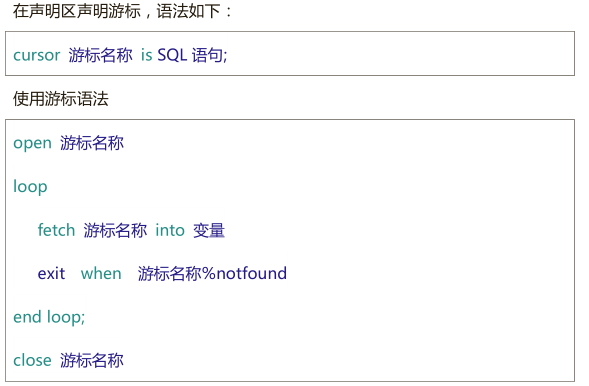 在声明区声明游标，语法如下：
cursor 游标名称 is SQL 语句;
使用游标语法
open 游标名称
loop
fetch 游标名称 into 变量
exit when 游标名称%notfound
end loop;
close 游标名称